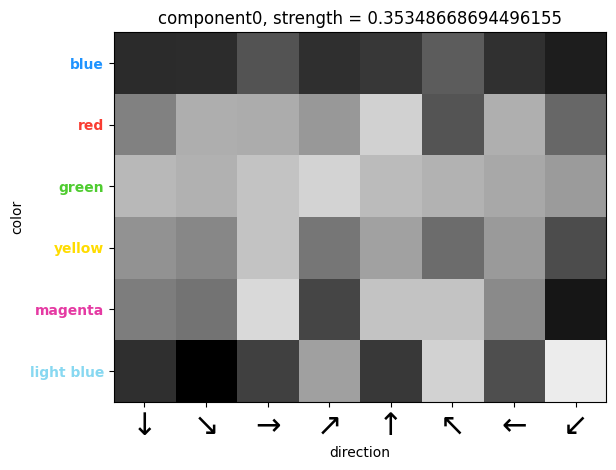 component0, strength = 0.35348668694496155
blue
red
green
yellow
magenta
light blue
color
↓ ↘ → ↗ ↑ ↖ ← ↙
direction